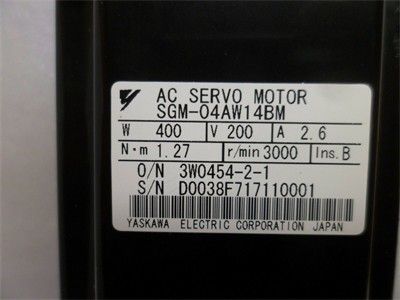 AC SERVO MOTOR
SGM-04AW14BM
W 400 V 200 A 2.6
N·m 1.27 r/min 3000 Ins. B
O/N 3W0454-2-1
S/N D0038F717110001
YASKAWA ELECTRIC CORPORATION JAPAN